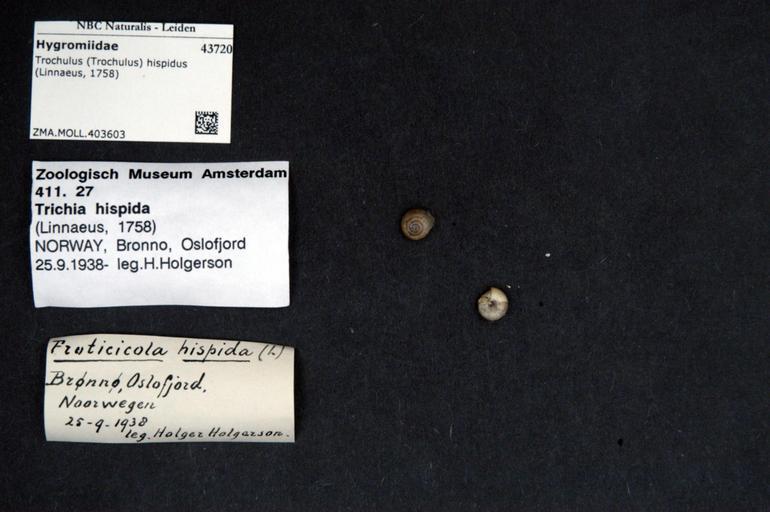 NBC Naturalis - Leiden
Hygromiidae 43720
Trochulus (Trochulus) hispidus
(Linnaeus, 1758)
ZMA.MOLL.403603
Zoologisch Museum Amsterdam
411. 27
Trichia hispida
(Linnaeus, 1758)
NORWAY, Bronno, Oslofjord
25.9.1938- leg.H.Holgerson
Fruticicola hispida (L.)
Brønnø, Oslofjord,
Noorwegen
25-9-1938
leg. Holger Holgarson.